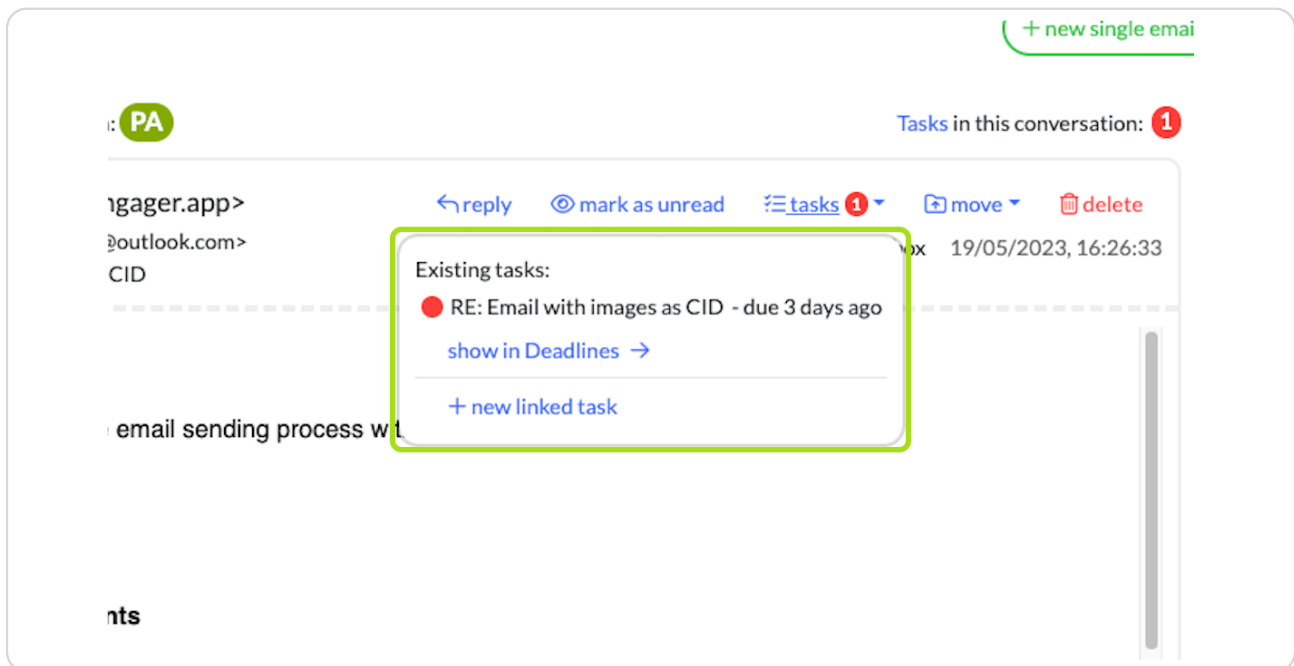 + new single emai
: PA
Tasks in this conversation: 1
ngager.app>
reply mark as unread tasks 1 move delete
@outlook.com>
ox 19/05/2023, 16:26:33
CID
Existing tasks:
RE: Email with images as CID - due 3 days ago
show in Deadlines →
+ new linked task
email sending process wit
nts